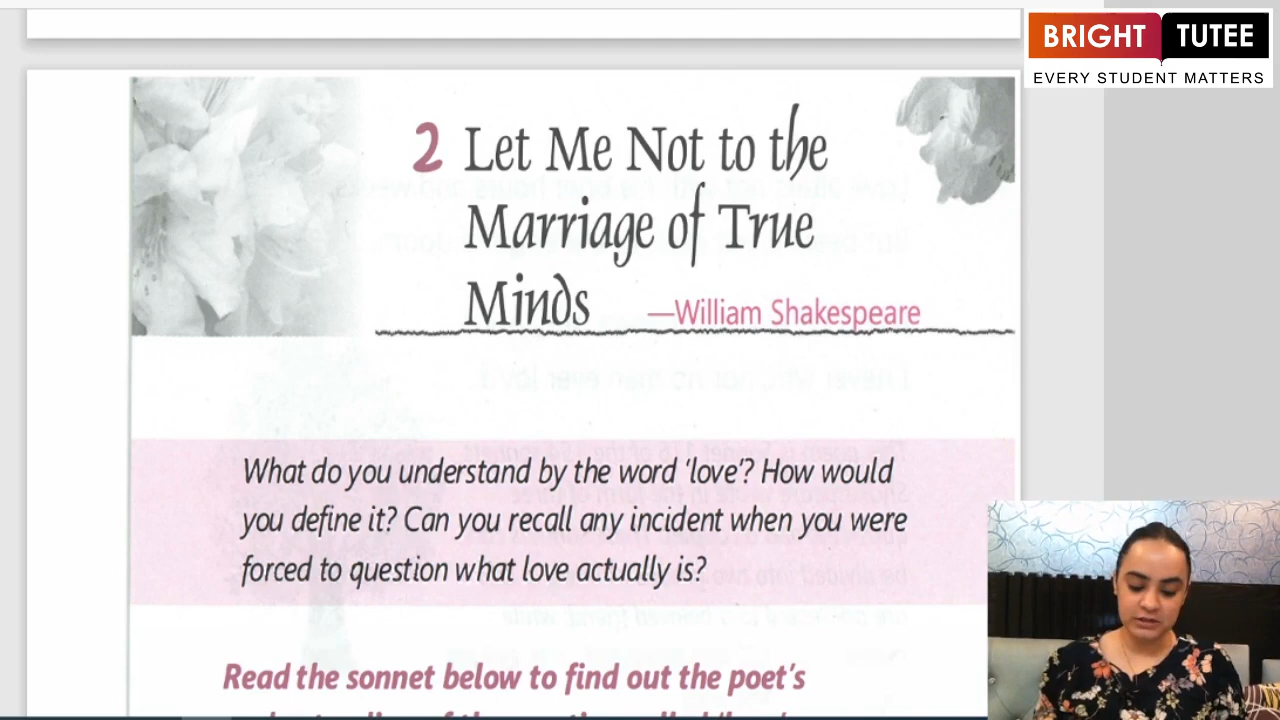 BRIGHT TUTEE
EVERY STUDENT MATTERS
2 Let Me Not to the
Marriage of True
Minds —William Shakespeare
What do you understand by the word 'love'? How would
you define it? Can you recall any incident when you were
forced to question what love actually is?
Read the sonnet below to find out the poet's